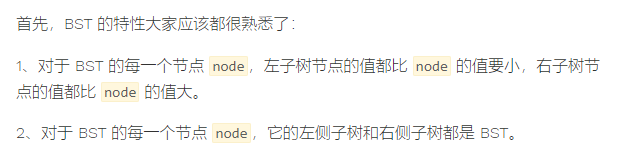 首先，BST 的特性大家应该都很熟悉了：
1、对于 BST 的每一个节点 node，左子树节点的值都比 node 的值要小，右子树节
点的值都比 node 的值大。
2、对于 BST 的每一个节点 node，它的左侧子树和右侧子树都是 BST。